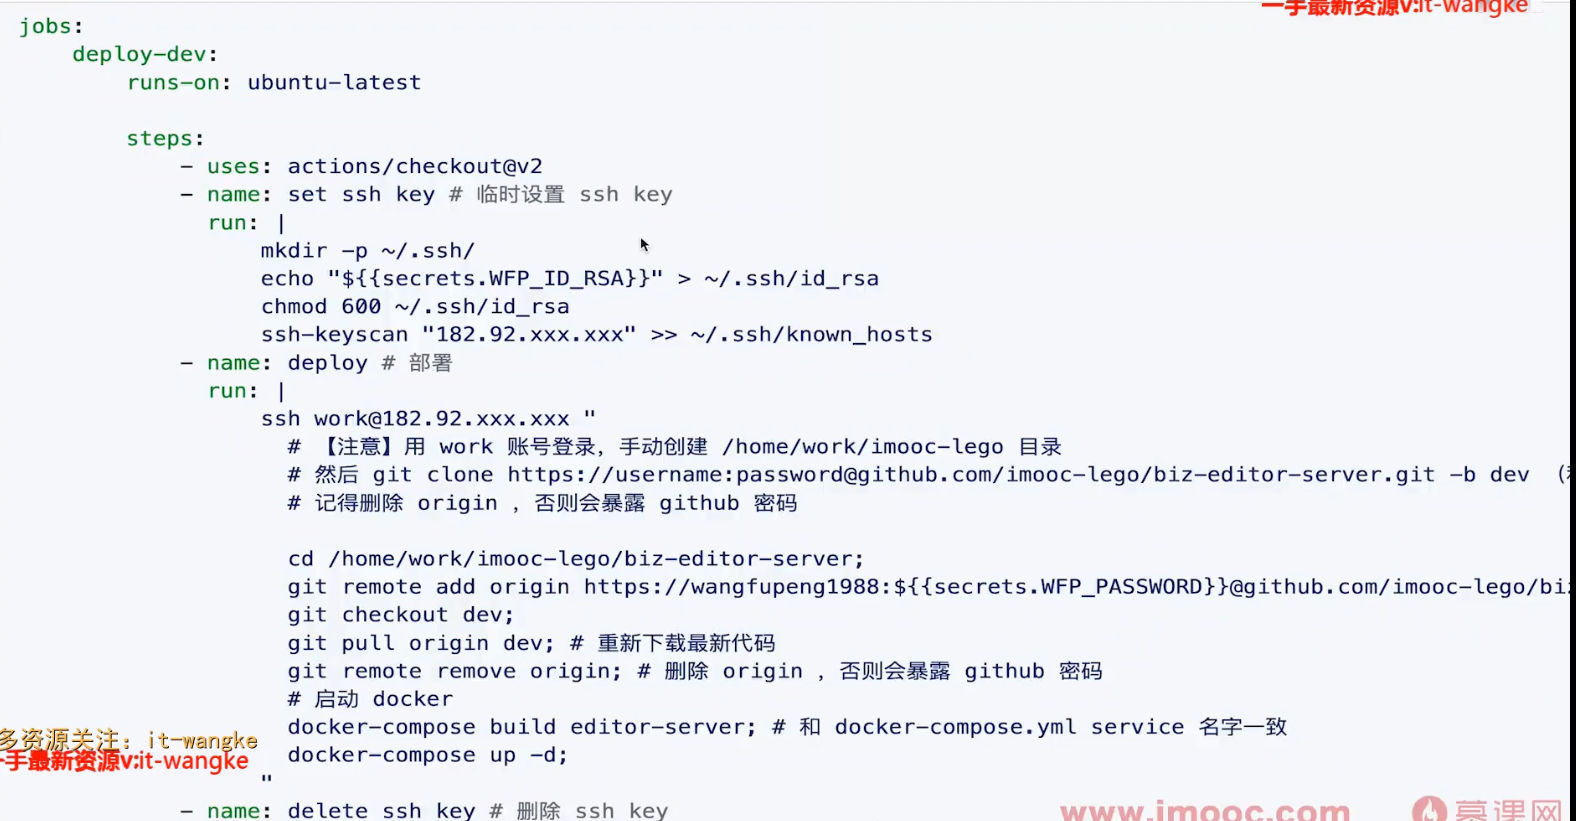 一手最新资源v:it-wangke
jobs:
deploy-dev:
runs-on: ubuntu-latest
steps:
- uses: actions/checkout@v2
- name: set ssh key # 临时设置 ssh key
run: |
mkdir -p ~/.ssh/
echo "${{secrets.WFP_ID_RSA}}" > ~/.ssh/id_rsa
chmod 600 ~/.ssh/id_rsa
ssh-keyscan "182.92.xxx.xxx" >> ~/.ssh/known_hosts
- name: deploy # 部署
run: |
ssh work@182.92.xxx.xxx "
# 【注意】用 work 账号登录，手动创建 /home/work/imooc-lego 目录
# 然后 git clone https://username:password@github.com/imooc-lego/biz-editor-server.git -b dev （
# 记得删除 origin ，否则会暴露 github 密码
cd /home/work/imooc-lego/biz-editor-server;
git remote add origin https://wangfupeng1988:${{secrets.WFP_PASSWORD}}@github.com/imooc-lego/bi
git checkout dev;
git pull origin dev; # 重新下载最新代码
git remote remove origin; # 删除 origin ，否则会暴露 github 密码
# 启动 docker
docker-compose build editor-server; # 和 docker-compose.yml service 名字一致
多资源关注：it-wangke
docker-compose up -d;
一手最新资源v:it-wangke
"
- name: delete ssh key # 删除 ssh key
www.imooc.com 慕课网